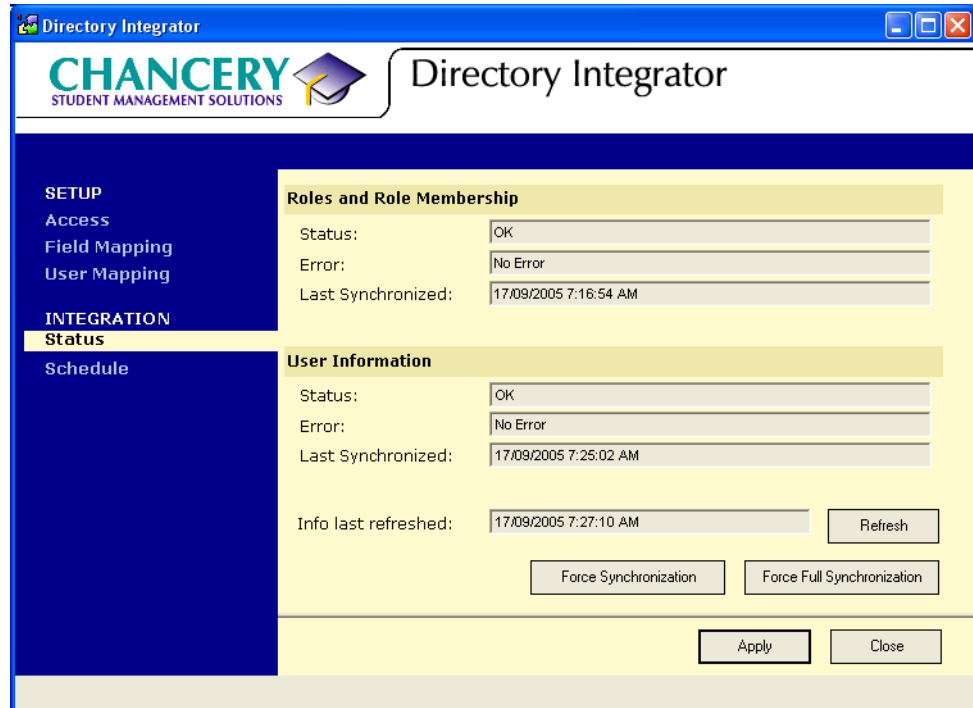 Directory Integrator
CHANCERY
STUDENT MANAGEMENT SOLUTIONS
Directory Integrator
SETUP
Access
Field Mapping
User Mapping
INTEGRATION
Status
Schedule
Roles and Role Membership
Status: OK
Error: No Error
Last Synchronized: 17/09/2005 7:16:54 AM
User Information
Status: OK
Error: No Error
Last Synchronized: 17/09/2005 7:25:02 AM
Info last refreshed: 17/09/2005 7:27:10 AM Refresh
Force Synchronization Force Full Synchronization
Apply Close